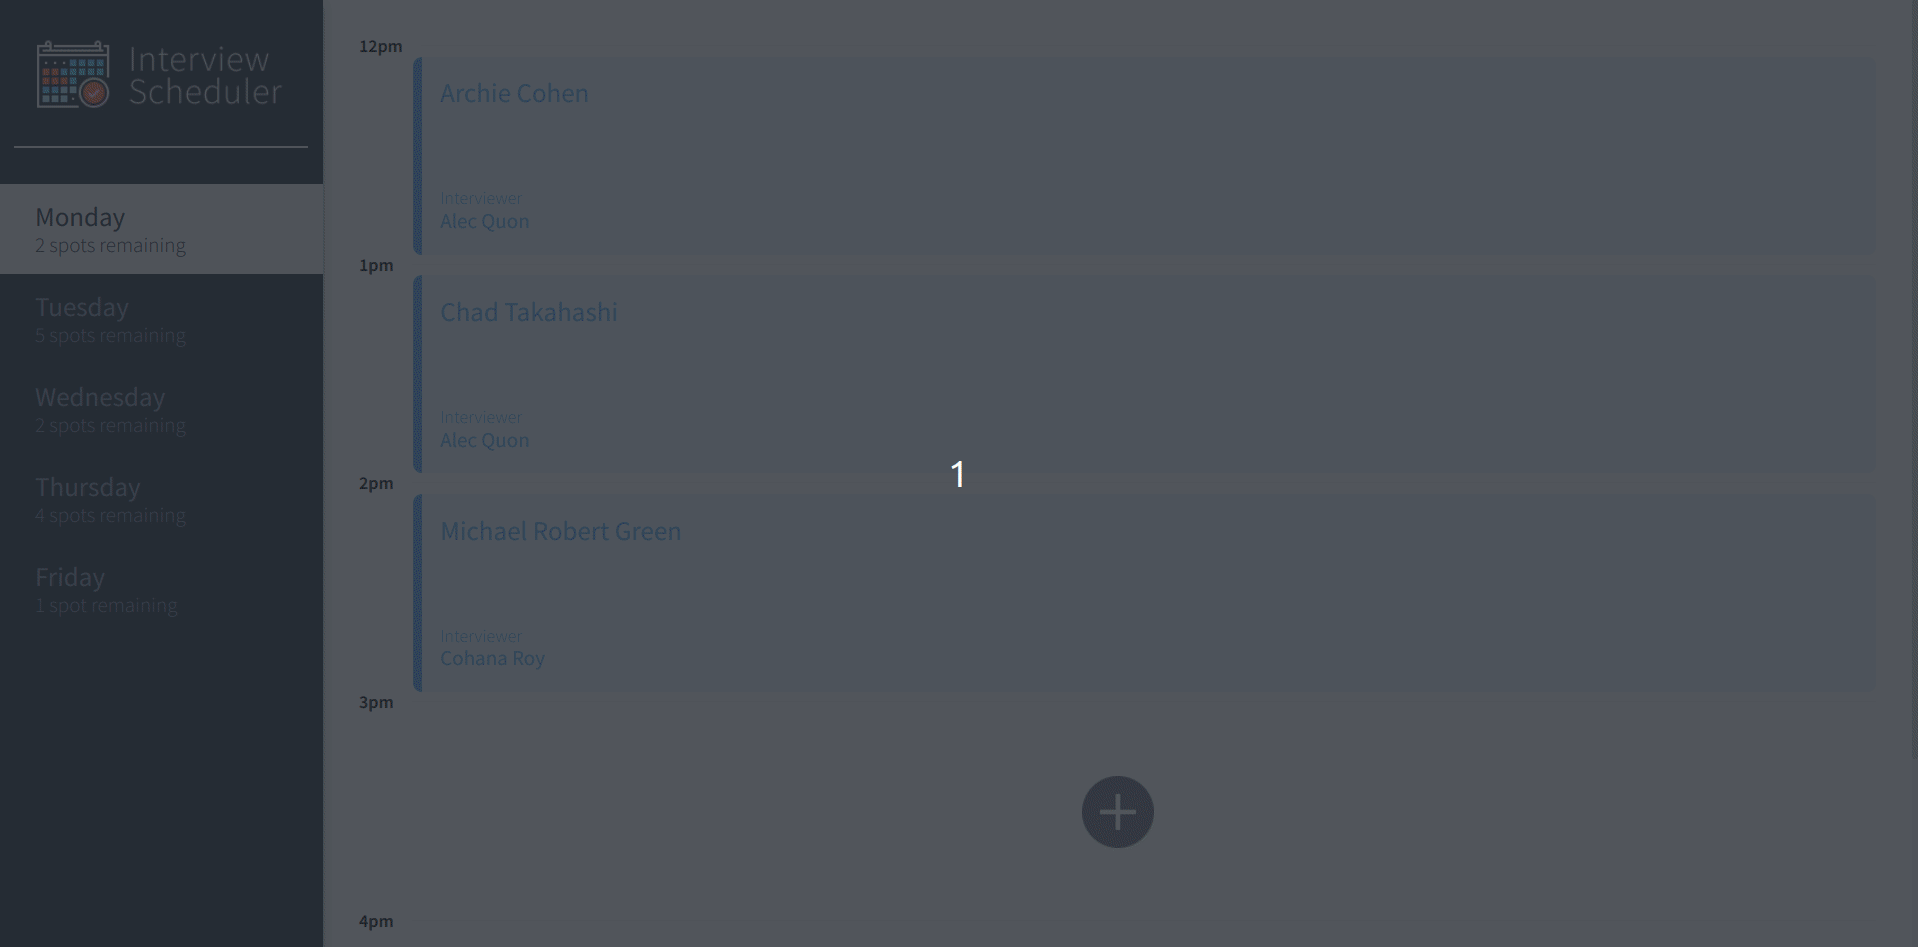 Interview
Scheduler
Monday
2 spots remaining
Tuesday
5 spots remaining
Wednesday
2 spots remaining
Thursday
4 spots remaining
Friday
1 spot remaining
12pm
Archie Cohen
Interviewer
Alec Quon
1pm
Chad Takahashi
Interviewer
Alec Quon
2pm
1
Michael Robert Green
Interviewer
Cohana Roy
3pm
4pm